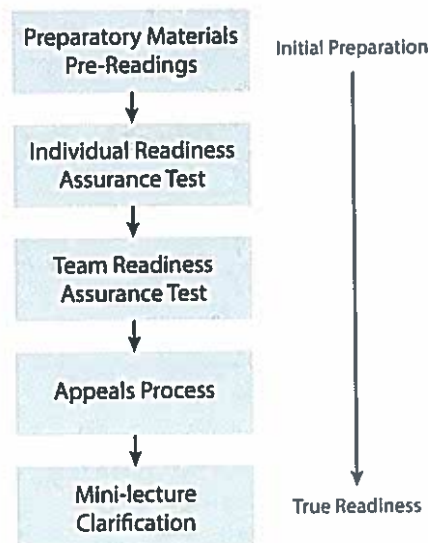 Preparatory Materials
Pre-Readings
Initial Preparation
Individual Readiness
Assurance Test
Team Readiness
Assurance Test
Appeals Process
Mini-lecture
Clarification
True Readiness